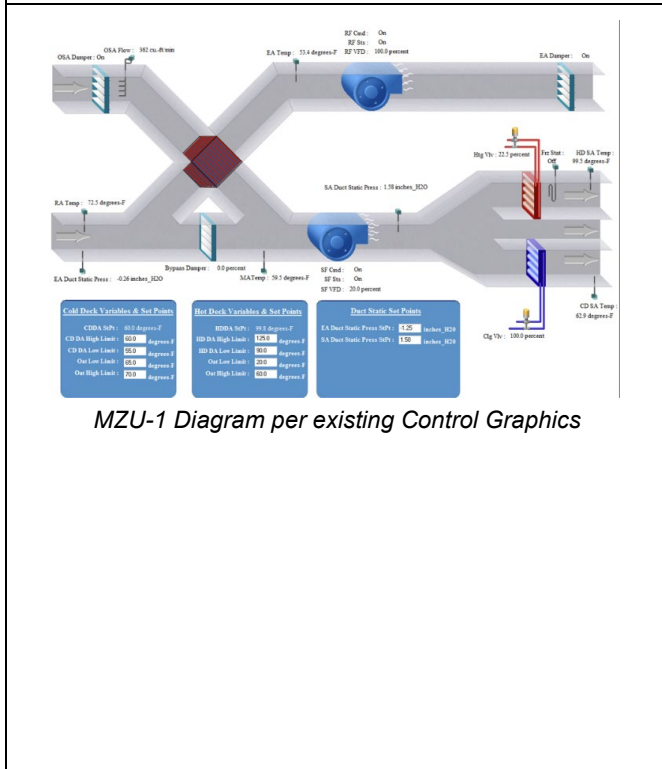 RF Cmd : On
RF Sts : On
RF VFD : 100.0 percent
OSA Flow : 362 cu.-ft/min
OSA Damper : On
EA Temp : 53.4 degrees-F
EA Damper : On
Htg Vlv : 22.5 percent
Frz Stat :
Off
HD SA Temp :
99.5 degrees-F
SA Duct Static Press : 1.58 inches_H2O
RA Temp : 72.5 degrees-F
Bypass Damper : 0.0 percent
EA Duct Static Press : -0.26 inches_H2O
MATemp : 59.5 degrees-F
SF Cmd : On
SF Sts : On
SF VFD : 20.0 percent
CD SA Temp :
62.9 degrees-F
Clg Vlv : 100.0 percent
Cold Deck Variables & Set Points
CDDA StPt : 60.0 degrees-F
CD DA High Limit : 60.0 degrees-F
CD DA Low Limit : 55.0 degrees-F
Out Low Limit : 65.0 degrees-F
Out High Limit : 70.0 degrees-F
Hot Deck Variables & Set Points
HDDA StPt : 99.8 degrees-F
HD DA High Limit : 125.0 degrees-F
HD DA Low Limit : 90.0 degrees-F
Out Low Limit : 20.0 degrees-F
Out High Limit : 60.0 degrees-F
Duct Static Set Points
EA Duct Static Press StPt : -1.25 inches_H20
SA Duct Static Press StPt : 1.50 inches_H20
MZU-1 Diagram per existing Control Graphics